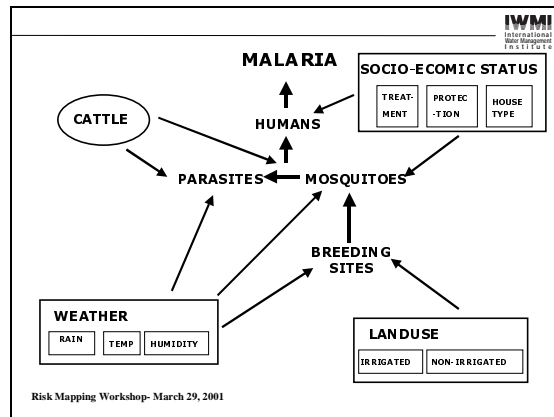 IWMI
International
Water Management
Institute
MALARIA
SOCIO-ECOMIC STATUS
TREAT-
MENT
PROTEC-
-TION
HOUSE
TYPE
CATTLE
HUMANS
PARASITES
MOSQUITOES
BREEDING
SITES
WEATHER
RAIN
TEMP
HUMIDITY
LANDUSE
IRRIGATED
NON-IRRIGATED
Risk Mapping Workshop- March 29, 2001